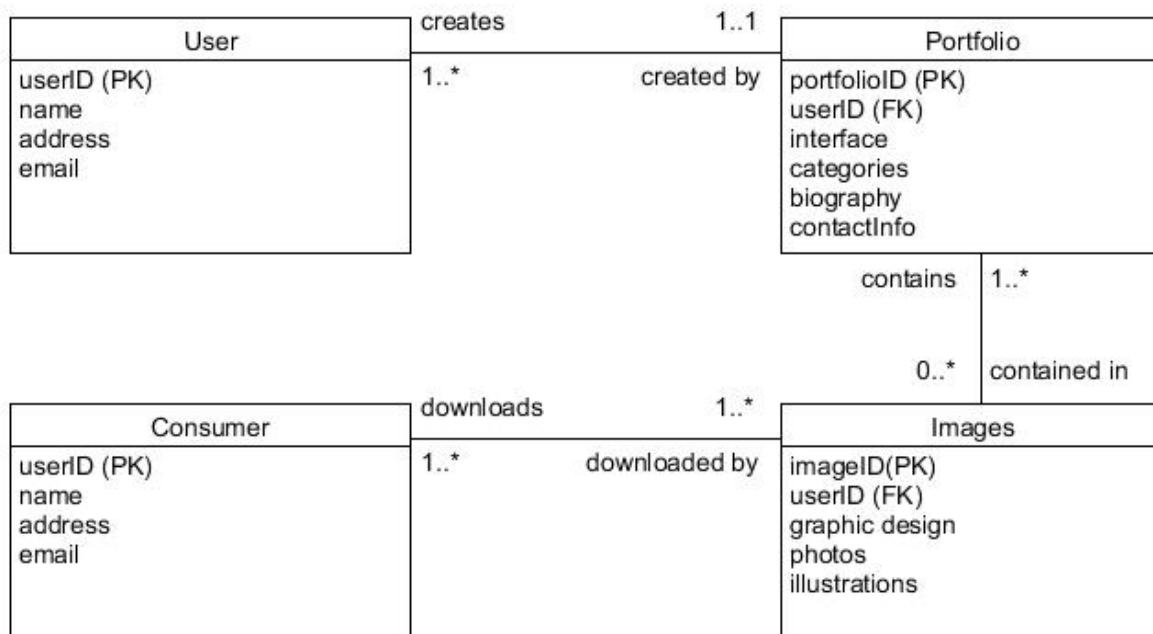 User
userID (PK)
name
address
email
creates
1..1
1..*
created by
Portfolio
portfolioID (PK)
userID (FK)
interface
categories
biography
contactInfo
contains
1..*
0..*
contained in
Consumer
userID (PK)
name
address
email
downloads
1..*
1..*
downloaded by
Images
imageID(PK)
userID (FK)
graphic design
photos
illustrations